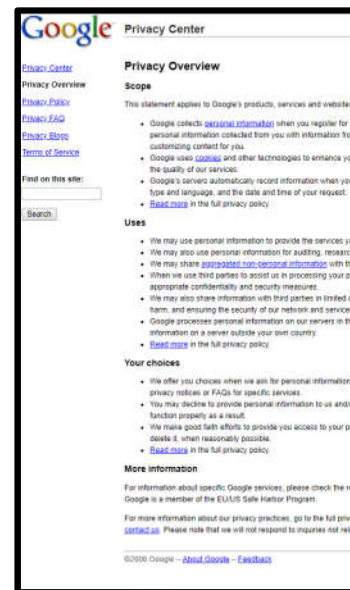 Google Privacy Center
Privacy Center
Privacy Overview
Privacy Policy
Privacy FAQ
Privacy Blogs
Terms of Service
Find on this site:
Search
Privacy Overview
Scope
This statement applies to Google's products, services and websites
• Google collects personal information when you register for
personal information collected from you with information fro
customizing content for you.
• Google uses cookies and other technologies to enhance yo
the quality of our services.
• Google's servers automatically record information when you
type and language, and the date and time of your request.
• Read more in the full privacy policy.
Uses
• We may use personal information to provide the services y
• We may also use personal information for auditing, researc
• We may share aggregated non-personal information with th
• When we use third parties to assist us in processing your p
appropriate confidentiality and security measures.
• We may also share information with third parties in limited c
harm, and ensuring the security of our network and service
• Google processes personal information on our servers in th
information on a server outside your own country.
• Read more in the full privacy policy.
Your choices
• We offer you choices when we ask for personal information
privacy notices or FAQs for specific services.
• You may decline to provide personal information to us and/
function properly as a result.
• We make good faith efforts to provide you access to your p
delete it, when reasonably possible.
• Read more in the full privacy policy.
More information
For information about specific Google services, please check the re
Google is a member of the EU/US Safe Harbor Program.
For more information about our privacy practices, go to the full priv
contact us. Please note that we will not respond to inquiries not rel
©2008 Google – About Google – Feedback